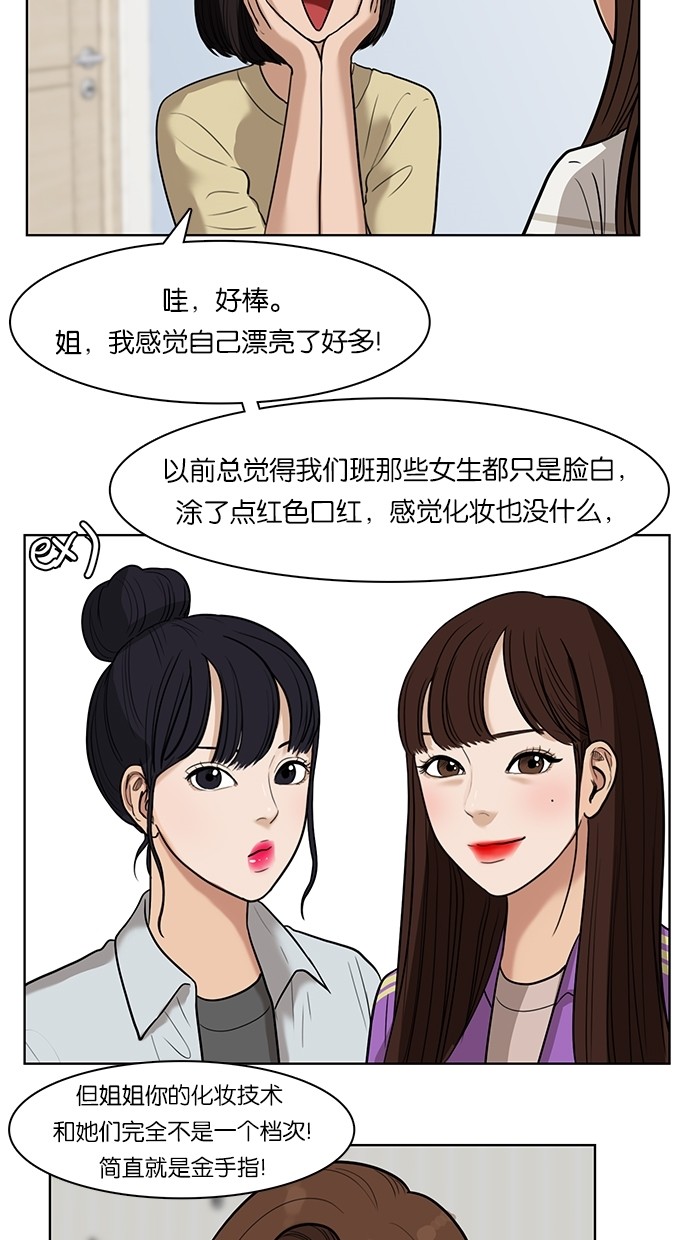 哇，好棒。
姐，我感觉自己漂亮了好多!
以前总觉得我们班那些女生都只是脸白，
涂了点红色口红，感觉化妆也没什么，
ex)
但姐姐你的化妆技术
和她们完全不是一个档次!
简直就是金手指!